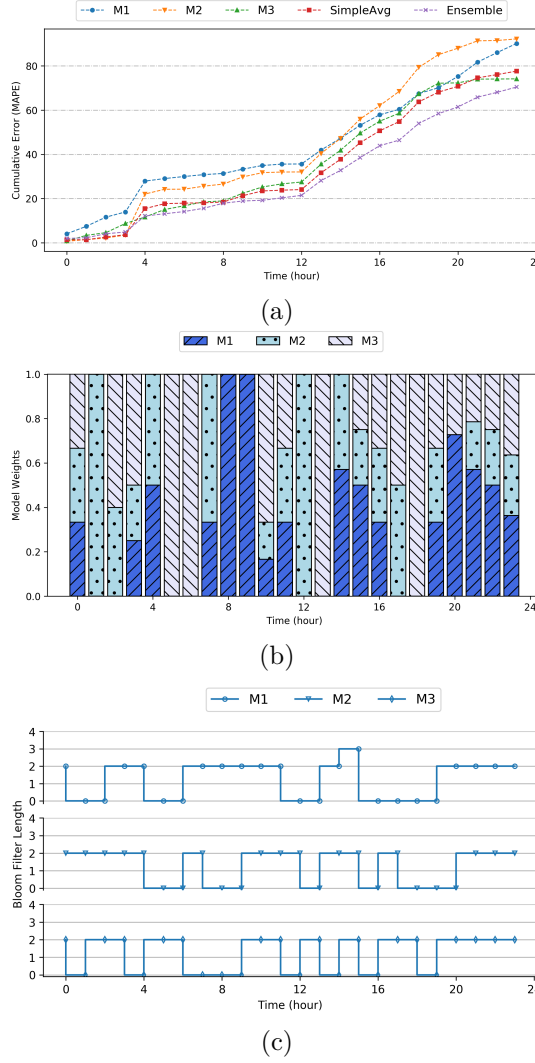 M1 M2 M3 SimpleAvg Ensemble
Cumulative Error (MAPE)
80
60
40
20
0
0 4 8 12 16 20 24
Time (hour)
(a)
M1 M2 M3
Model Weights
1.0
0.8
0.6
0.4
0.2
0.0
0 4 8 12 16 20 24
Time (hour)
(b)
M1 M2 M3
Bloom Filter Length
4
3
2
1
0
4
3
2
1
0
4
3
2
1
0
0 4 8 12 16 20 24
Time (hour)
(c)